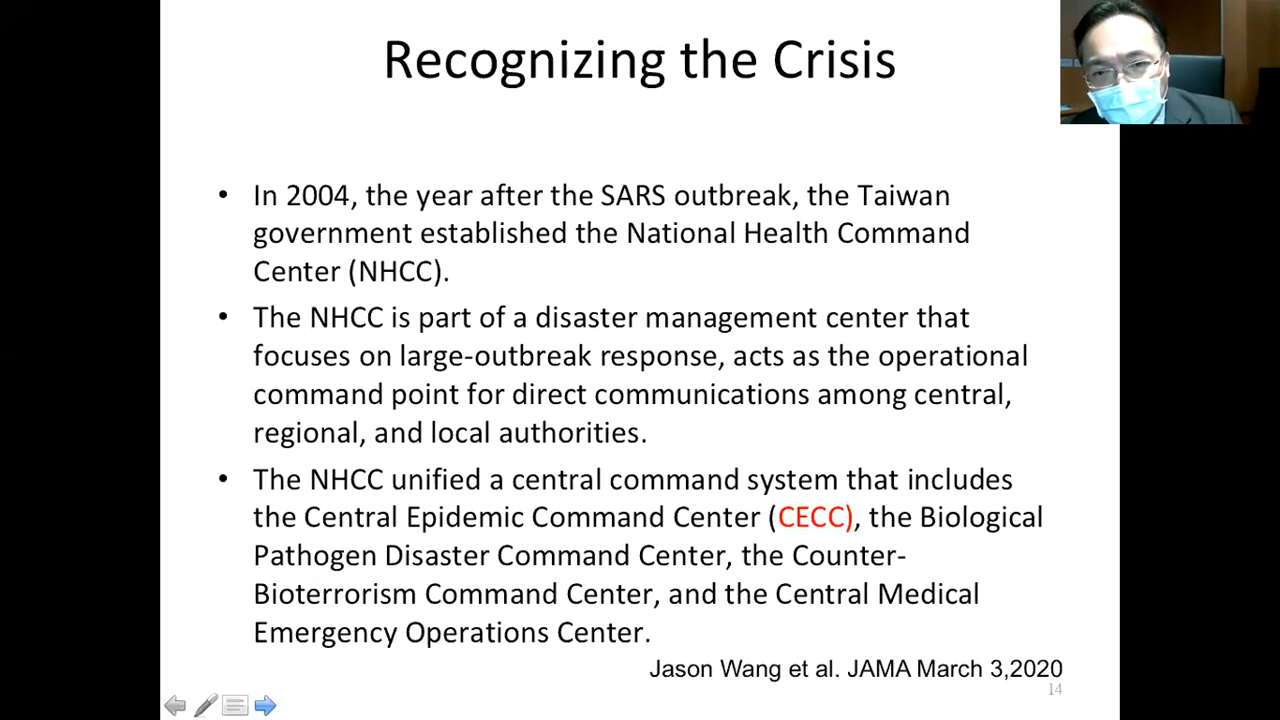 Recognizing the Crisis
• In 2004, the year after the SARS outbreak, the Taiwan
government established the National Health Command
Center (NHCC).
• The NHCC is part of a disaster management center that
focuses on large-outbreak response, acts as the operational
command point for direct communications among central,
regional, and local authorities.
• The NHCC unified a central command system that includes
the Central Epidemic Command Center (CECC), the Biological
Pathogen Disaster Command Center, the Counter-
Bioterrorism Command Center, and the Central Medical
Emergency Operations Center.
Jason Wang et al. JAMA March 3,2020
14